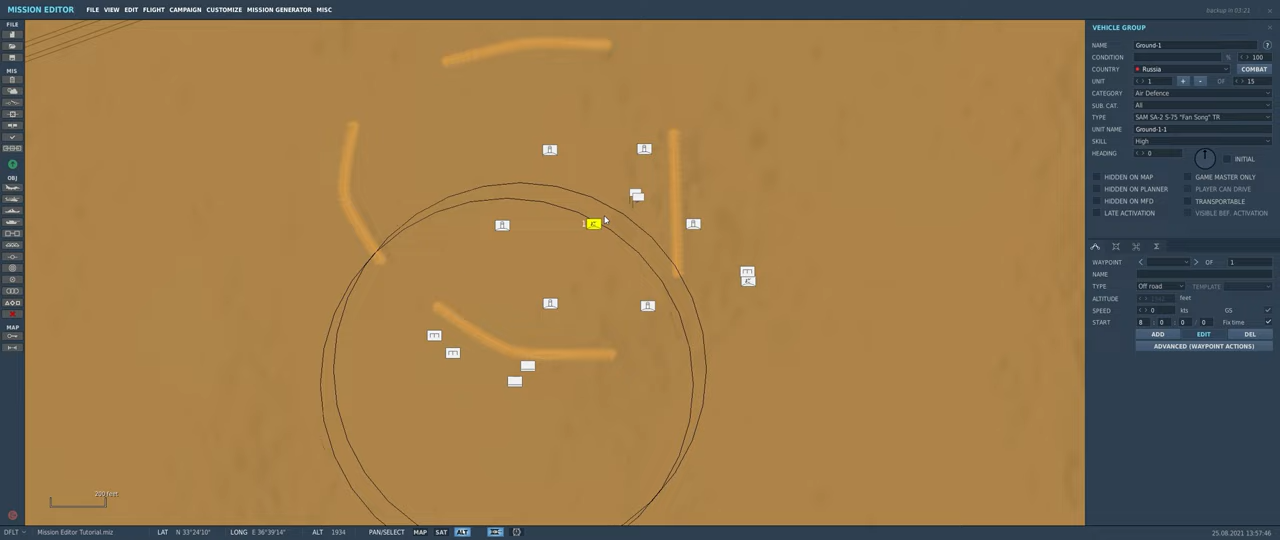 MISSION EDITOR FILE VIEW EDIT FLIGHT CAMPAIGN CUSTOMIZE MISSION GENERATOR MISC backup in 03:21
FILE
MIS
OBJ
MAP
1
200 feet
VEHICLE GROUP
NAME Ground-1 ?
CONDITION % 100
COUNTRY Russia COMBAT
UNIT 1 + - OF 15
CATEGORY Air Defence
SUB. CAT. All
TYPE SAM SA-2 S-75 "Fan Song" TR
UNIT NAME Ground-1-1
SKILL High
HEADING 0 INITIAL
HIDDEN ON MAP GAME MASTER ONLY
HIDDEN ON PLANNER PLAYER CAN DRIVE
HIDDEN ON MFD TRANSPORTABLE
LATE ACTIVATION VISIBLE BEF. ACTIVATION
WAYPOINT OF 1
NAME
TYPE Off road TEMPLATE
ALTITUDE feet
SPEED 0 kts GS
START 8 : 0 : 0 / 0 Fix time
ADD EDIT DEL
ADVANCED (WAYPOINT ACTIONS)
DFLT Mission Editor Tutorial.miz LAT N 33°24'10" LONG E 36°39'14" ALT 1934 PAN/SELECT MAP SAT ALT 25.08.2021 13:57:46